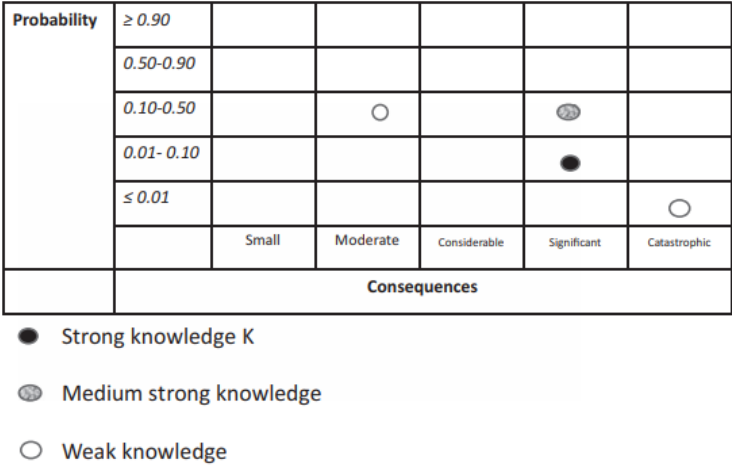 Probability ≥ 0.90
0.50-0.90
0.10-0.50
0.01- 0.10
≤ 0.01
Small Moderate Considerable Significant Catastrophic
Consequences
Strong knowledge K
Medium strong knowledge
Weak knowledge